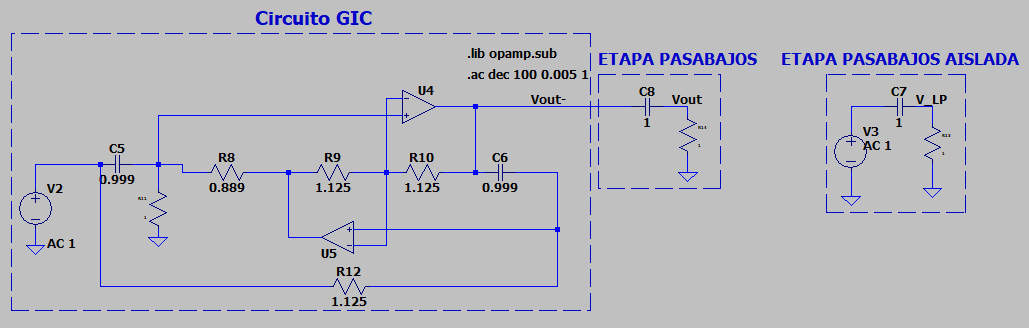 Circuito GIC
.lib opamp.sub
.ac dec 100 0.005 1
ETAPA PASABAJOS
ETAPA PASABAJOS AISLADA
U4
Vout-
C8
1
Vout
R14
1
C7
1
V_LP
R13
1
V3
AC 1
C5
0.999
R8
0.889
R9
1.125
R10
1.125
C6
0.999
V2
AC 1
R11
1
U5
R12
1.125